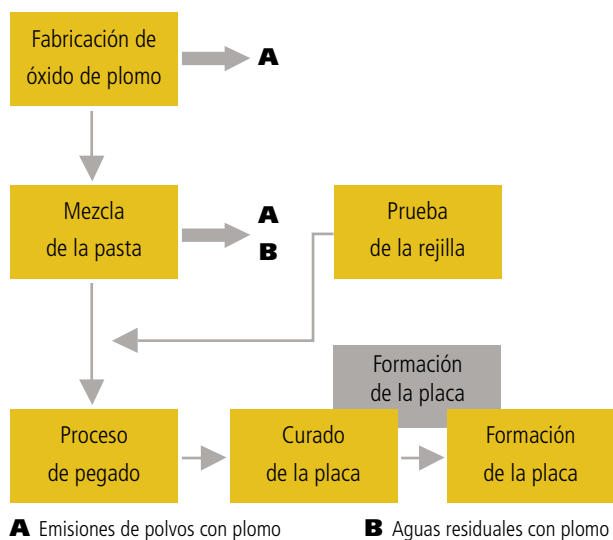 Fabricación de
óxido de plomo
A
Mezcla
de la pasta
A
B
Prueba
de la rejilla
Formación
de la placa
Proceso
de pegado
Curado
de la placa
Formación
de la placa
A Emisiones de polvos con plomo
B Aguas residuales con plomo